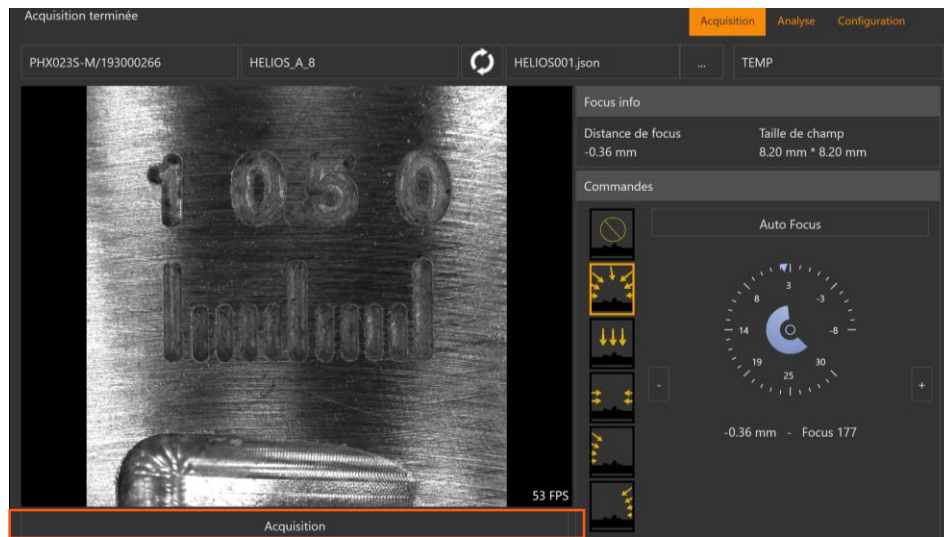 Acquisition terminée
Acquisition Analyse Configuration
PHX023S-M/193000266 HELIOS_A_8 HELIOS001.json ... TEMP
Focus info
Distance de focus Taille de champ
-0.36 mm 8.20 mm * 8.20 mm
Commandes
Auto Focus
3
8 -3
14 -8
19 30
25
- +
-0.36 mm - Focus 177
1 0.5 0
53 FPS
Acquisition